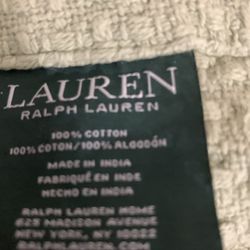 LAUREN
RALPH LAUREN
100% COTTON
100% COTON/100% ALGODÓN
MADE IN INDIA
FABRIQUÉ EN INDE
HECHO EN INDIA
RALPH LAUREN HOME
625 MADISON AVENUE
NEW YORK, NY 10022
RALPHLAUREN.COM